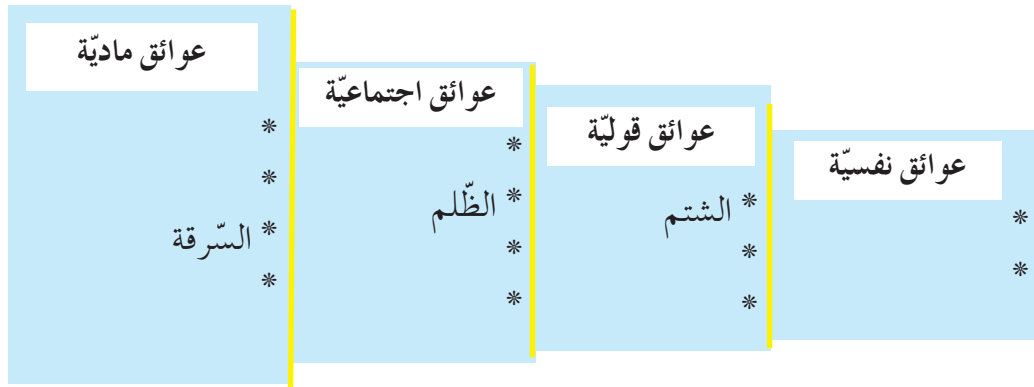 عوائق نفسيّة
*
*
عوائق قوليّة
* الشتم
*
*
عوائق اجتماعيّة
*
* الظّلم
*
*
عوائق ماديّة
*
*
* السّرقة
*